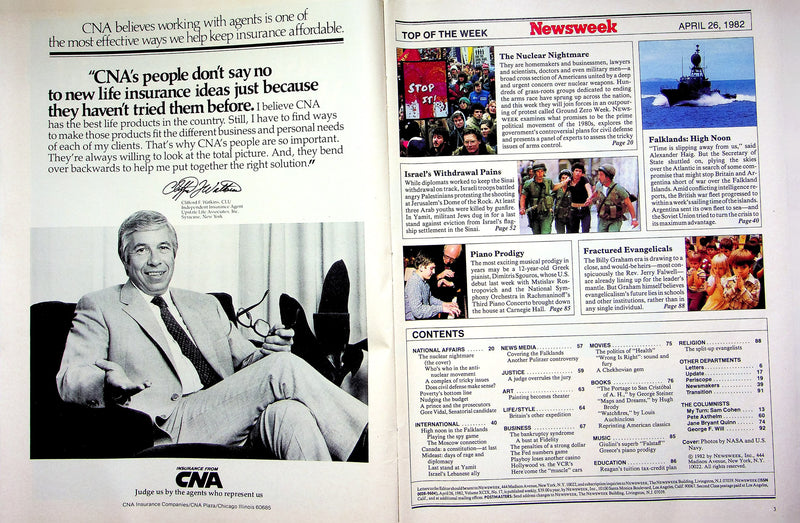 CNA believes working with agents is one of
the most effective ways we help keep insurance affordable.
“CNA’s people don’t say no
to new life insurance ideas just because
they haven’t tried them before. I believe CNA
has the best life products in the country. Still, I have to find ways
to make those products fit the different business and personal needs
of each of my clients. That’s why CNA’s people are so important.
They’re always willing to look at the total picture. And, they bend
over backwards to help me put together the right solution.”
Clifford F. Watkins, CLU
Independent Insurance Agent
Upstate Life Associates, Inc.
Syracuse, New York
INSURANCE FROM
CNA
Judge us by the agents who represent us
CNA Insurance Companies/CNA Plaza/Chicago Illinois 60685
TOP OF THE WEEK
Newsweek
APRIL 26, 1982
STOP
IT!
The Nuclear Nightmare
They are homemakers and businessmen, lawyers
and scientists, doctors and even military men—a
broad cross section of Americans united by a deep
and urgent concern over nuclear weapons. Hun-
dreds of grass-roots groups dedicated to ending
the arms race have sprung up across the nation,
and this week they will join forces in an outpour-
ing of protest called Ground Zero Week. NEWS-
WEEK examines what promises to be the prime
political movement of the 1980s, explores the
government's controversial plans for civil defense
and presents a panel of experts to assess the tricky
issues of arms control. Page 20
Falklands: High Noon
"Time is slipping away from us," said
Alexander Haig. But the Secretary of
State shuttled on, plying the skies
over the Atlantic in search of some com-
promise that might stop Britain and Ar-
gentina short of war over the Falkland
Islands. Amid conflicting intelligence re-
ports, the British war fleet progressed to
within a week's sailing time of the islands,
Argentina sent its own fleet to sea—and
the Soviet Union tried to turn the crisis to
its maximum advantage. Page 40
Israel's Withdrawal Pains
While diplomats worked to keep the Sinai
withdrawal on track, Israeli troops battled
angry Palestinians protesting the shooting
at Jerusalem's Dome of the Rock. At least
three Arab youths were killed by gunfire.
In Yamit, militant Jews dug in for a last
stand against eviction from Israel's flag-
ship settlement in the Sinai. Page 52
Piano Prodigy
The most exciting musical prodigy in
years may be a 12-year-old Greek
pianist, Dimitris Sgouros, whose U.S.
debut last week with Mstislav Ros-
tropovich and the National Sym-
phony Orchestra in Rachmaninoff's
Third Piano Concerto brought down
the house at Carnegie Hall. Page 85
Fractured Evangelicals
The Billy Graham era is drawing to a
close, and would-be heirs—most con-
spicuously the Rev. Jerry Falwell—
are already lining up for the leader's
mantle. But Graham himself believes
evangelicalism's future lies in schools
and other institutions, rather than in
any single individual. Page 88
CONTENTS
NATIONAL AFFAIRS 20
The nuclear nightmare
(the cover)
Who's who in the anti-
nuclear movement
A complex of tricky issues
Does civil defense make sense?
Poverty's bottom line
Nudging the budget
A prince and the prosecutors
Gore Vidal, Senatorial candidate
INTERNATIONAL 40
High noon in the Falklands
Playing the spy game
The Moscow connection
Canada: a constitution—at last
Mideast: days of rage and
diplomacy
Last stand at Yamit
Israel's Lebanese ally
NEWS MEDIA 57
Covering the Falklands
Another Pulitzer controversy
JUSTICE 59
A judge overrules the jury
ART 63
Painting becomes theater
LIFE/STYLE 64
Britain's other expedition
BUSINESS 67
The bankruptcy syndrome
A bust at Fidelity
The penalties of a strong dollar
The Fed numbers game
Playboy loses another casino
Hollywood vs. the VCR's
Here come the "muscle" cars
MOVIES 75
The politics of "Health"
"Wrong Is Right": sound and
fury
A Chekhovian gem
BOOKS 76
"The Portage to San Cristóbal
of A. H.," by George Steiner
"Maps and Dreams," by Hugh
Brody
"Watchfires," by Louis
Auchincloss
Reprinting American classics
MUSIC 85
Giulini's superb "Falstaff"
Greece's piano prodigy
EDUCATION 86
Reagan's tuition tax-credit plan
RELIGION 88
The split-up evangelists
OTHER DEPARTMENTS
Letters 6
Update 17
Periscope 19
Newsmakers 39
Transition 91
THE COLUMNISTS
My Turn: Sam Cohen 13
Pete Axthelm 60
Jane Bryant Quinn 74
George F. Will 92
Cover: Photos by NASA and U.S.
Navy.
© 1982 by NEWSWEEK, INC., 444
Madison Avenue, New York, N.Y.
10022. All rights reserved.